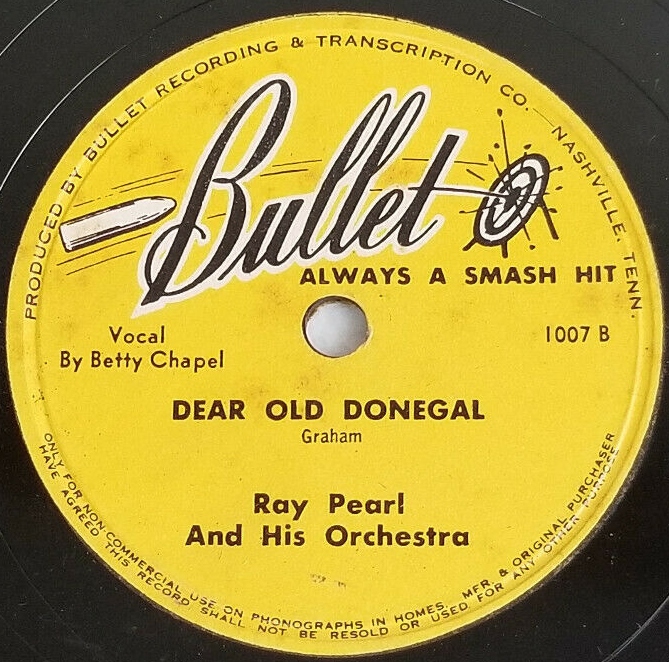 PRODUCED BY BULLET RECORDING & TRANSCRIPTION CO. — NASHVILLE, TENN.
Bullet
ALWAYS A SMASH HIT
Vocal
By Betty Chapel
1007 B
DEAR OLD DONEGAL
Graham
Ray Pearl
And His Orchestra
ONLY FOR NON-COMMERCIAL USE ON PHONOGRAPHS IN HOMES. MFR. & ORIGINAL PURCHASER
HAVE AGREED THIS RECORD SHALL NOT BE RESOLD OR USED FOR ANY OTHER PURPOSE